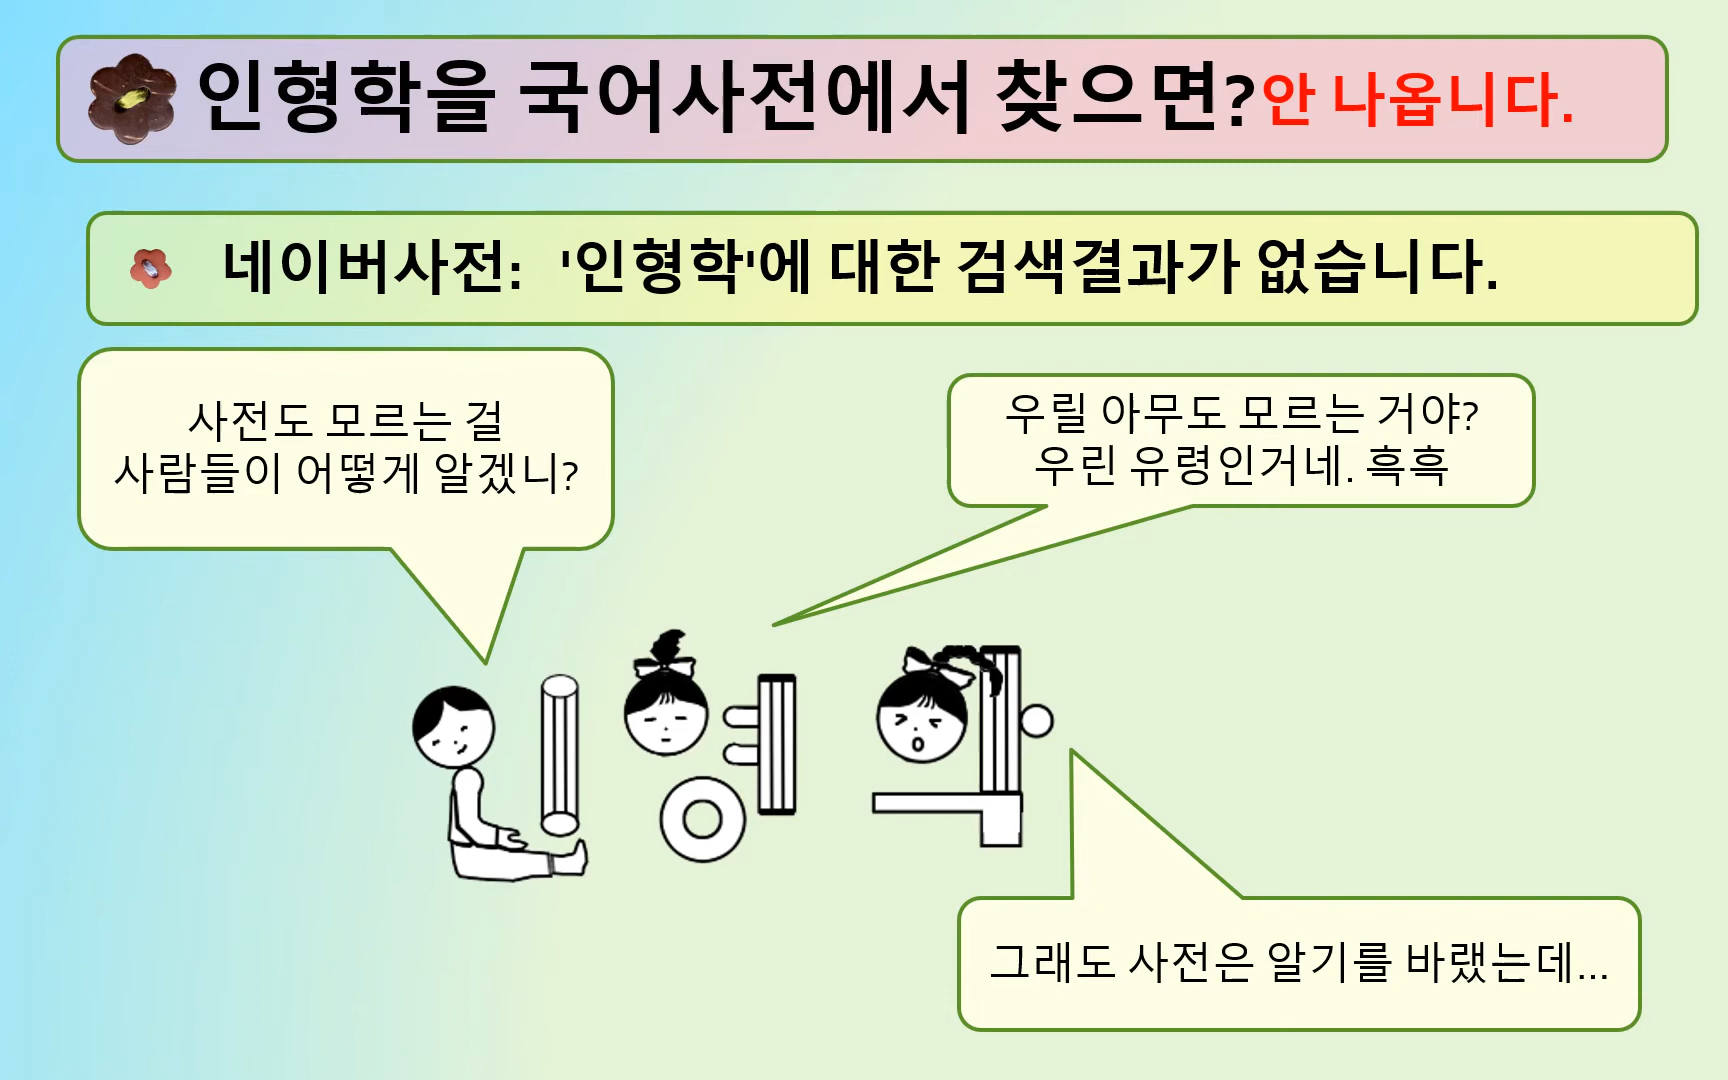 인형학을 국어사전에서 찾으면?안 나옵니다.
네이버사전: '인형학'에 대한 검색결과가 없습니다.
사전도 모르는 걸
사람들이 어떻게 알겠니?
우릴 아무도 모르는 거야?
우린 유령인거네. 흑흑
인형학
그래도 사전은 알기를 바랬는데...